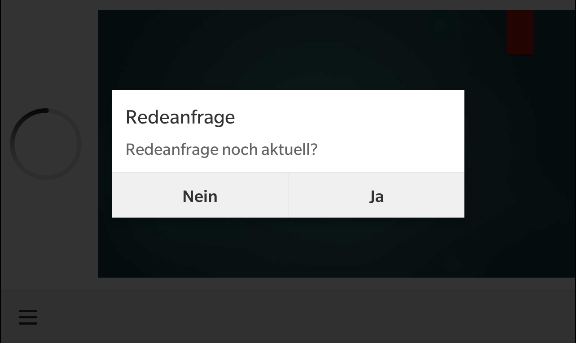 Redeanfrage
Redeanfrage noch aktuell?
Nein
Ja